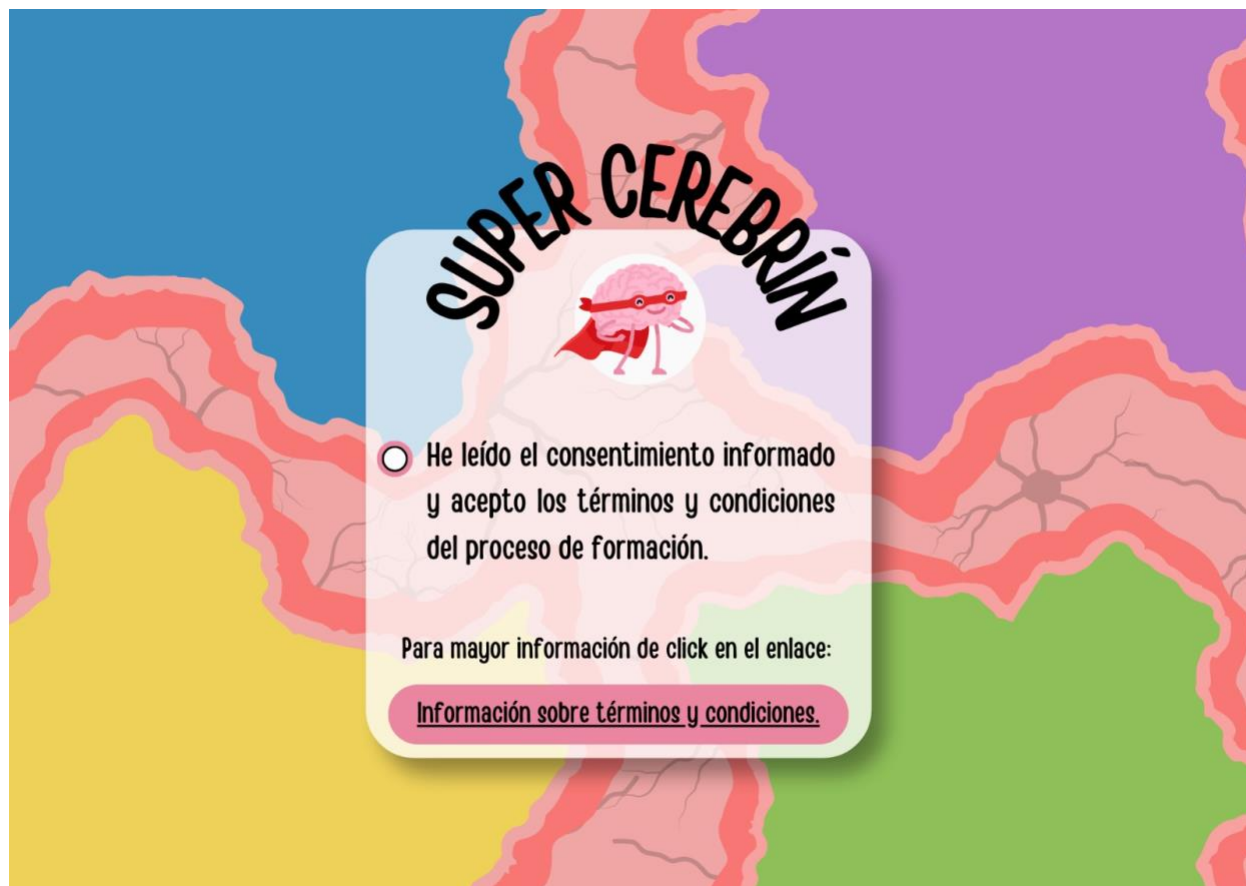 SUPER CEREBRÍN
He leído el consentimiento informado
y acepto los términos y condiciones
del proceso de formación.
Para mayor información de click en el enlace:
Información sobre términos y condiciones.